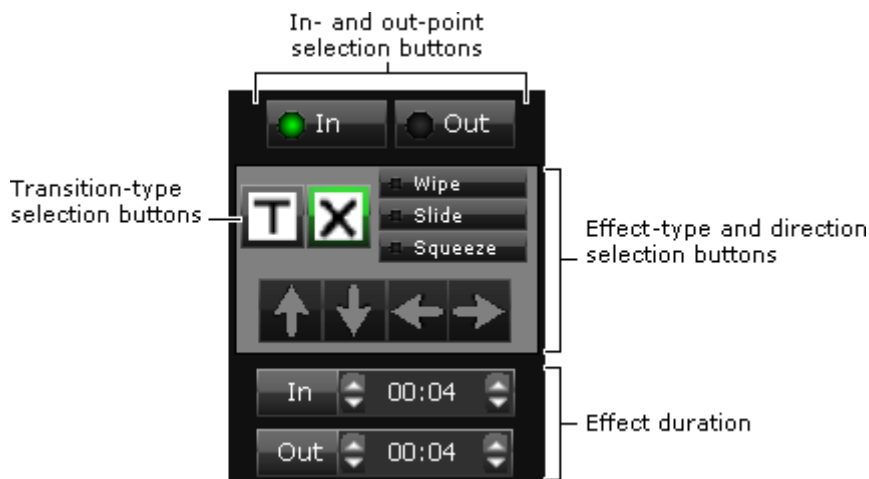 In- and out-point
selection buttons
In
Out
Transition-type
selection buttons
T
X
Wipe
Slide
Squeeze
Effect-type and direction
selection buttons
In
00:04
Out
00:04
Effect duration